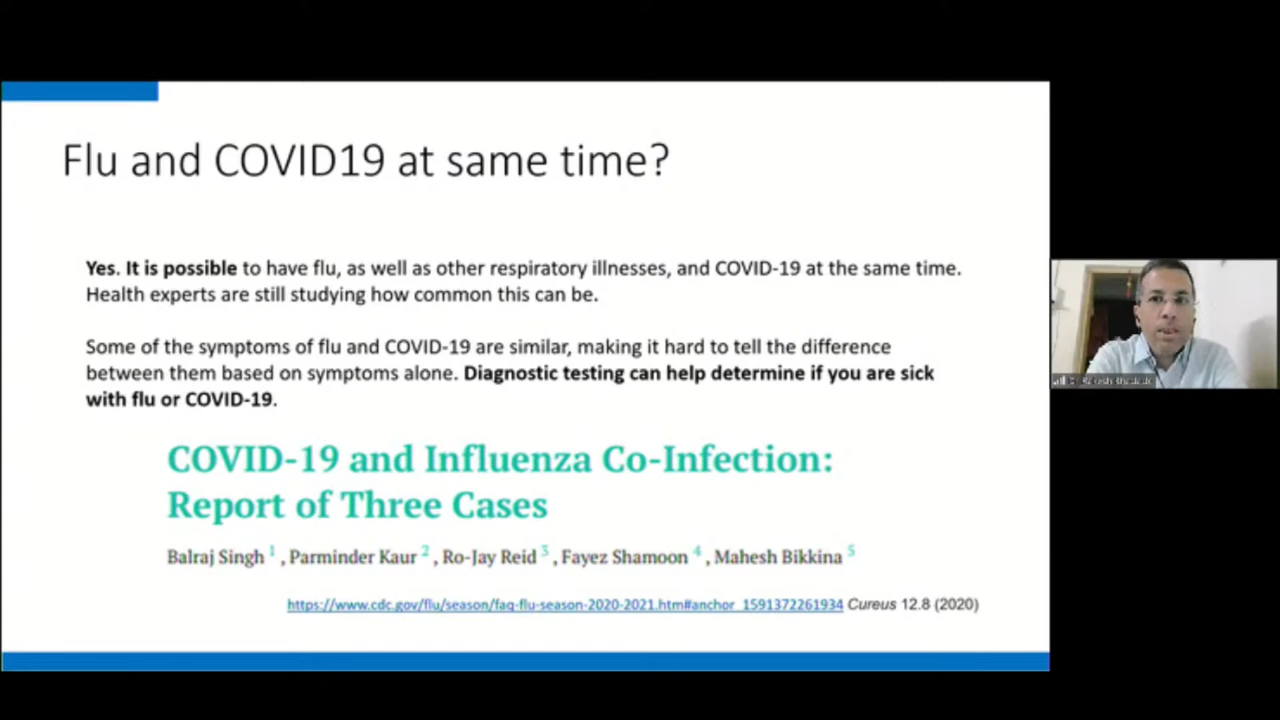 Flu and COVID19 at same time?
Yes. It is possible to have flu, as well as other respiratory illnesses, and COVID-19 at the same time.
Health experts are still studying how common this can be.
Some of the symptoms of flu and COVID-19 are similar, making it hard to tell the difference
between them based on symptoms alone. Diagnostic testing can help determine if you are sick
with flu or COVID-19.
COVID-19 and Influenza Co-Infection:
Report of Three Cases
Balraj Singh 1 , Parminder Kaur 2 , Ro-Jay Reid 3 , Fayez Shamoon 4 , Mahesh Bikkina 5
https://www.cdc.gov/flu/season/faq-flu-season-2020-2021.htm#anchor_1591372261934 Cureus 12.8 (2020)